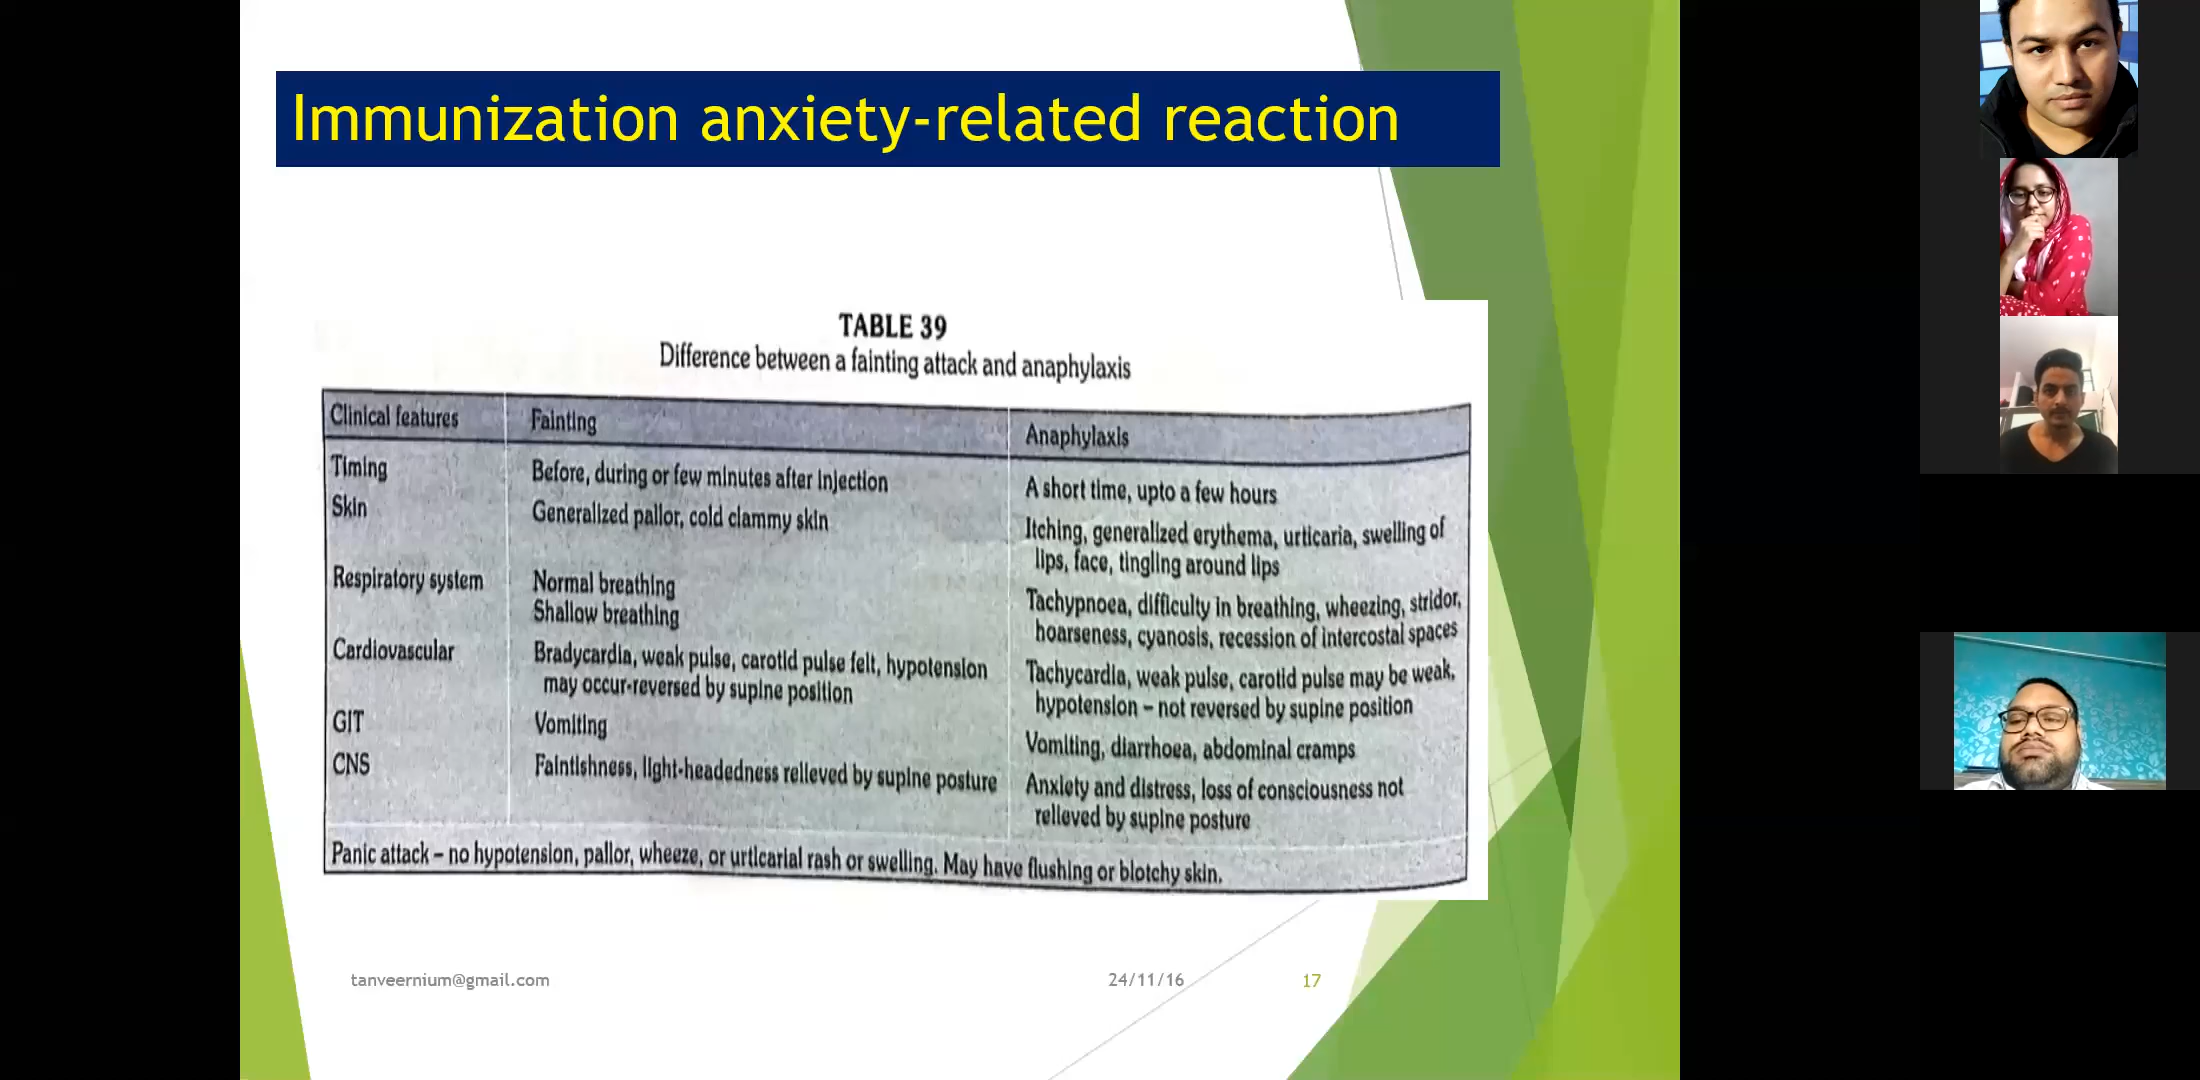 Immunization anxiety-related reaction
TABLE 39
Difference between a fainting attack and anaphylaxis
Clinical features Fainting Anaphylaxis
Timing Before, during or few minutes after injection A short time, upto a few hours
Skin Generalized pallor, cold clammy skin Itching, generalized erythema, urticaria, swelling of
lips, face, tingling around lips
Respiratory system Normal breathing Tachypnoea, difficulty in breathing, wheezing, stridor,
Shallow breathing hoarseness, cyanosis, recession of intercostal spaces
Cardiovascular Bradycardia, weak pulse, carotid pulse felt, hypotension Tachycardia, weak pulse, carotid pulse may be weak,
may occur-reversed by supine position hypotension – not reversed by supine position
GIT Vomiting Vomiting, diarrhoea, abdominal cramps
CNS Faintishness, light-headedness relieved by supine posture Anxiety and distress, loss of consciousness not
relieved by supine posture
Panic attack – no hypotension, pallor, wheeze, or urticarial rash or swelling. May have flushing or blotchy skin.
tanveernium@gmail.com 24/11/16 17